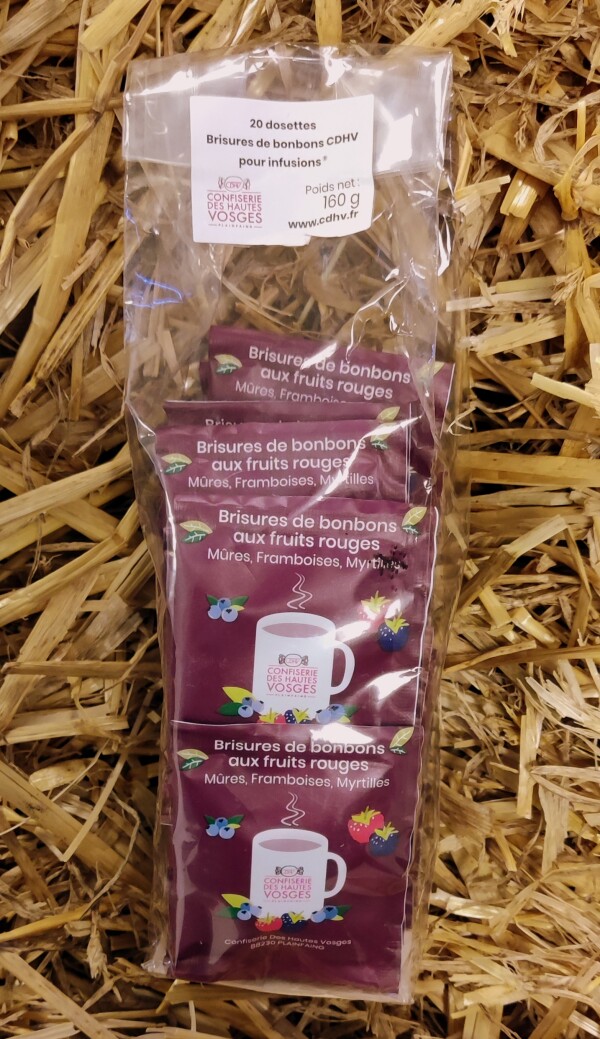 20 dosettes
Brisures de bonbons CDHV
pour infusions®
CONFISERIE
DES HAUTES
VOSGES
PLAINFAING
Poids net :
160 g
www.cdhv.fr
Brisures de bonbons
aux fruits rouges
Mûres,
Brisures de bonbons
aux fruits rouges
Mûres, Framboises, Myrtilles
Brisures de bonbons
aux fruits rouges
Mûres, Framboises, Myrtilles
CONFISERIE
DES HAUTES
VOSGES
Brisures de bonbons
aux fruits rouges
Mûres, Framboises, Myrtilles
CONFISERIE
DES HAUTES
VOSGES
Confiserie Des Hautes Vosges
88230 PLAINFAING